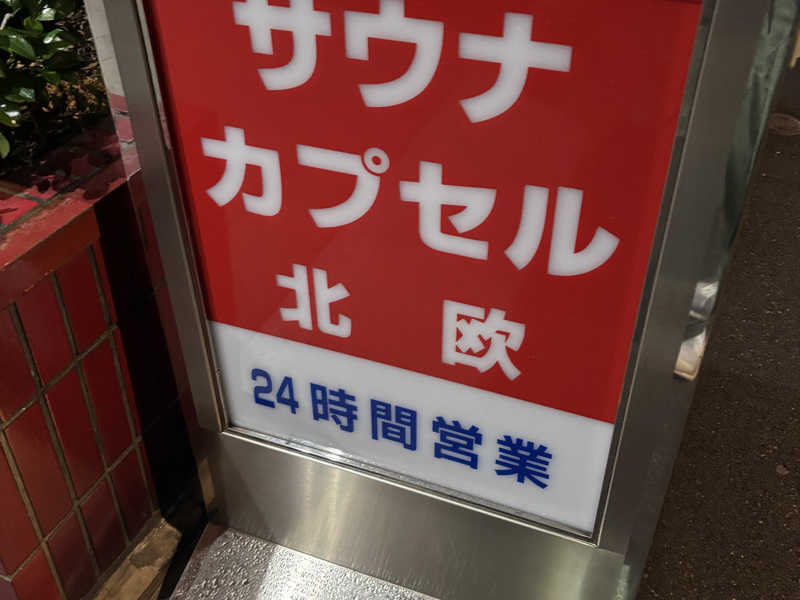 サウナ
カプセル
北 欧
24時間営業